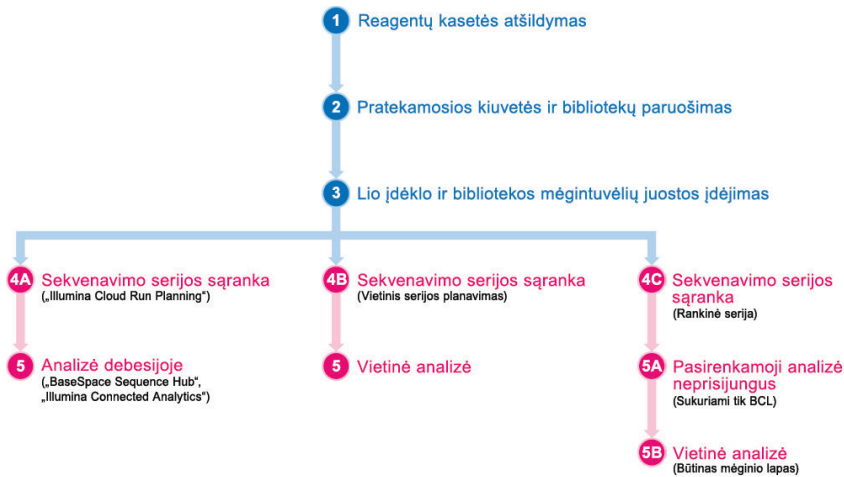 1 Reagentų kasetės atšildymas
2 Pratekamosios kiuvetės ir bibliotekų paruošimas
3 Lio įdėklo ir bibliotekos mėgintuvėlių juostos įdėjimas
4A Sekvenavimo serijos sąranka
(„Illumina Cloud Run Planning“)
5 Analizė debesijoje
(„BaseSpace Sequence Hub“,
„Illumina Connected Analytics“)
4B Sekvenavimo serijos sąranka
(Vietinis serijos planavimas)
5 Vietinė analizė
4C Sekvenavimo serijos
sąranka
(Rankinė serija)
5A Pasirenkamoji analizė
neprisijungus
(Sukuriami tik BCL)
5B Vietinė analizė
(Būtinas mėginio lapas)